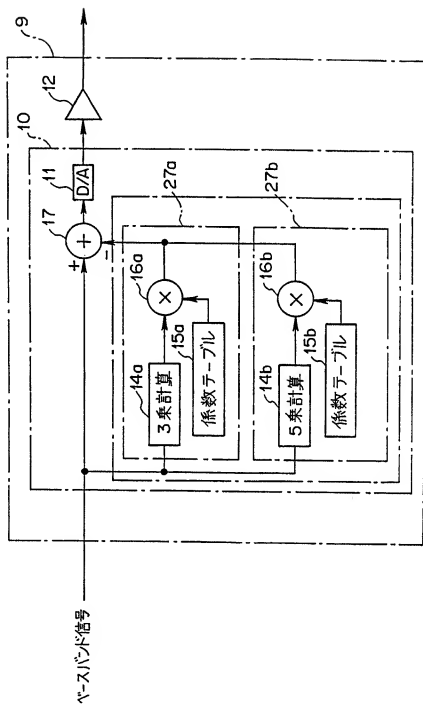 9
12
10
11
D/A
17
+
+
-
27a
27b
16a
×
16b
×
14a
3乗計算
15a
係数テーブル
14b
5乗計算
15b
係数テーブル
ベースバンド信号